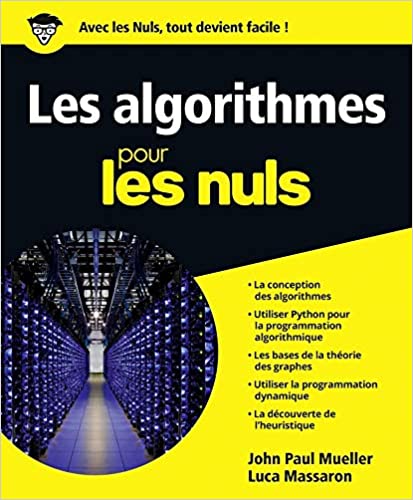 Avec les Nuls, tout devient facile !
Les algorithmes
pour
les nuls
• La conception
des algorithmes
• Utiliser Python pour
la programmation
algorithmique
• Les bases de la théorie
des graphes
• Utiliser la programmation
dynamique
• La découverte de
l'heuristique
John Paul Mueller
Luca Massaron